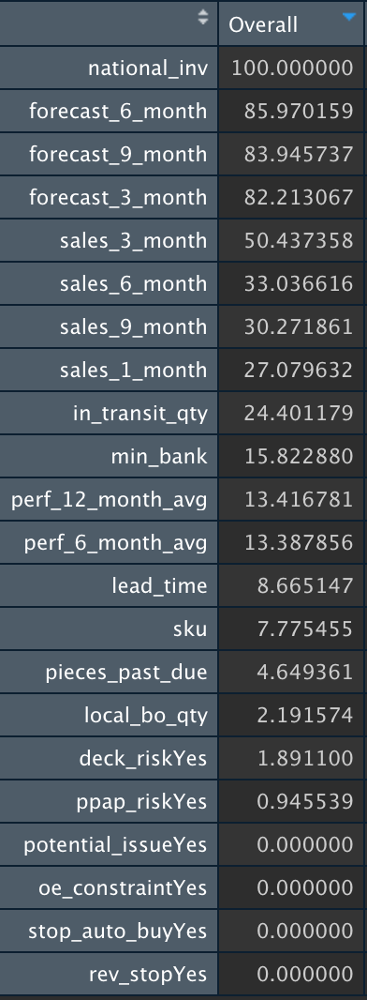 Overall
national_inv 100.000000
forecast_6_month 85.970159
forecast_9_month 83.945737
forecast_3_month 82.213067
sales_3_month 50.437358
sales_6_month 33.036616
sales_9_month 30.271861
sales_1_month 27.079632
in_transit_qty 24.401179
min_bank 15.822880
perf_12_month_avg 13.416781
perf_6_month_avg 13.387856
lead_time 8.665147
sku 7.775455
pieces_past_due 4.649361
local_bo_qty 2.191574
deck_riskYes 1.891100
ppap_riskYes 0.945539
potential_issueYes 0.000000
oe_constraintYes 0.000000
stop_auto_buyYes 0.000000
rev_stopYes 0.000000